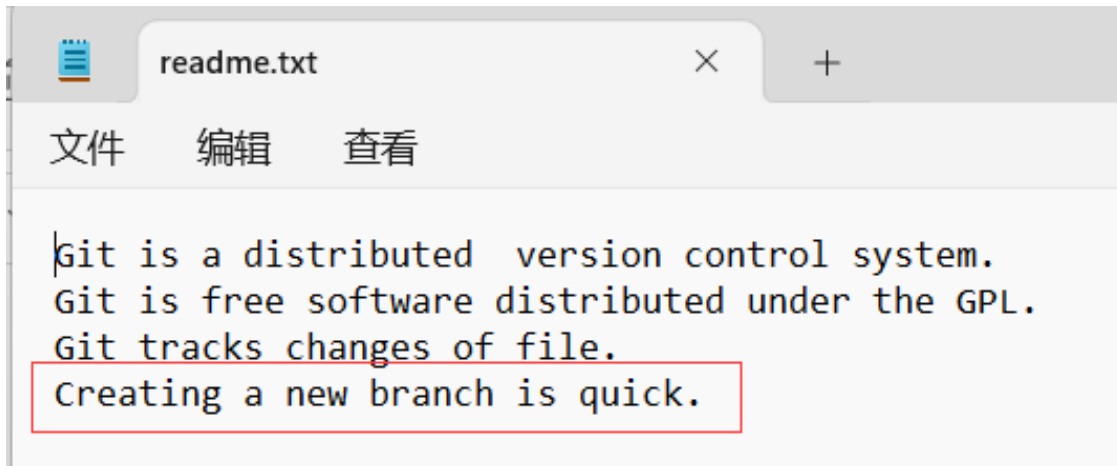 readme.txt
文件 编辑 查看
Git is a distributed  version control system.
Git is free software distributed under the GPL.
Git tracks changes of file.
Creating a new branch is quick.